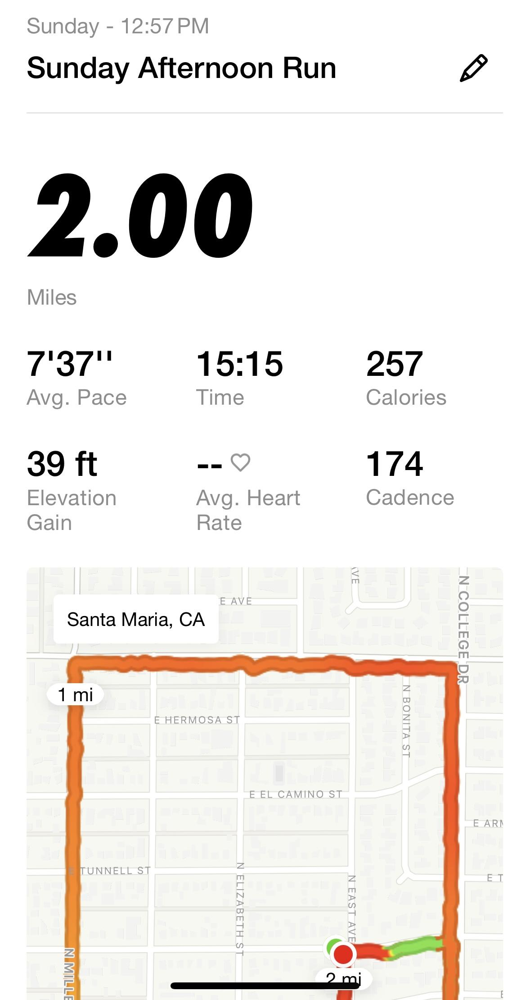 Sunday - 12:57 PM
Sunday Afternoon Run
2.00
Miles
7'37''
15:15
257
Avg. Pace
Time
Calories
39 ft
--
174
Elevation
Gain
Avg. Heart
Rate
Cadence
AVE
N COLLEGE DR
E AVE
Santa Maria, CA
1 mi
N BONITA ST
E HERMOSA ST
E EL CAMINO ST
E ARM
E TUNNELL ST
N ELIZABETH ST
N EAST AVE
E T
N MILLE
2 mi
E